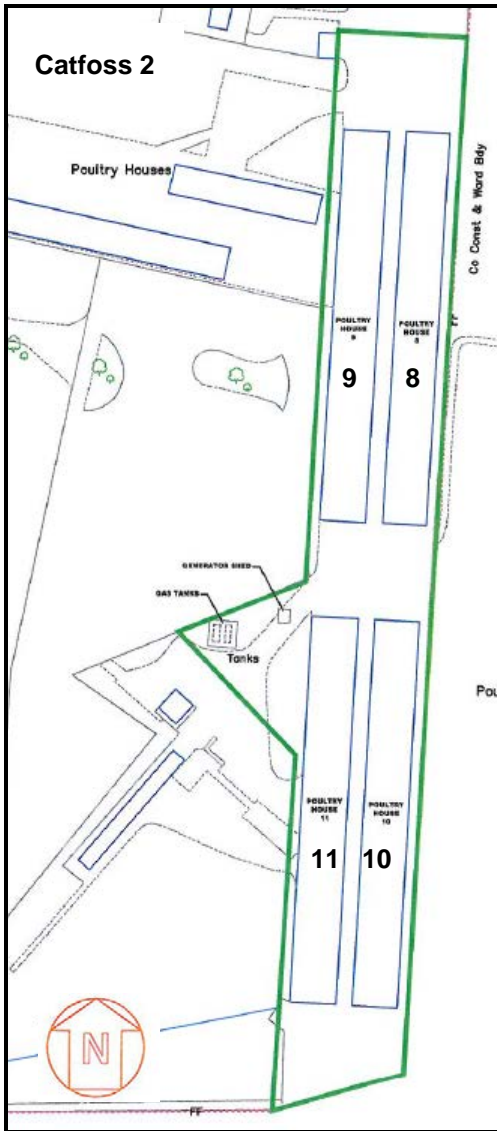 Catfoss 2
Poultry Houses
Co Const & Ward Bdy
FF
POULTRY
HOUSE
9
POULTRY
HOUSE
8
9
8
GENERATOR SHED
GAS TANKS
Tanks
Pou
POULTRY
HOUSE
11
POULTRY
HOUSE
10
11
10
N
FF